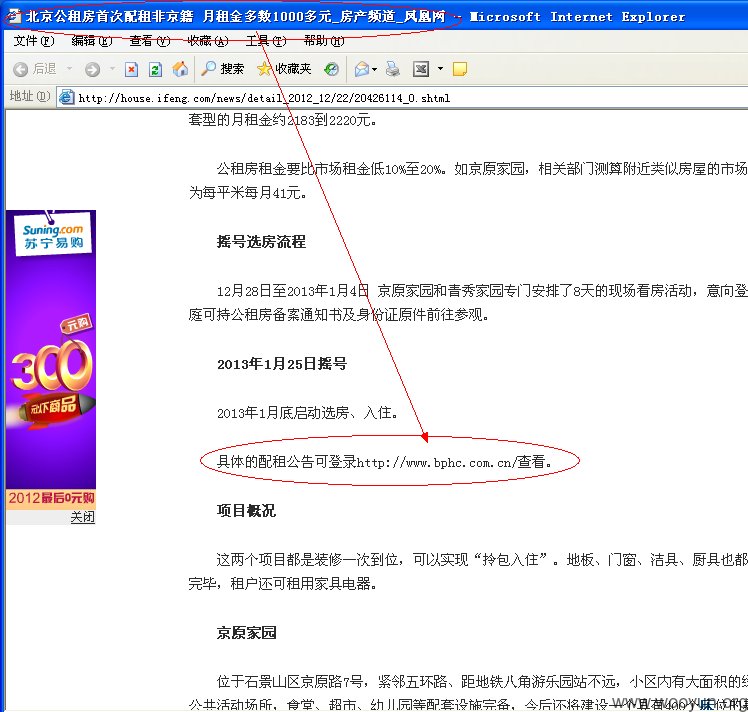 北京公租房首次配租非京籍 月租金多数1000多元_房产频道_凤凰网 - Microsoft Internet Explorer
文件(F) 编辑(E) 查看(V) 收藏(A) 工具(T) 帮助(H)
后退 搜索 收藏夹
地址(D) http://house.ifeng.com/news/detail_2012_12/22/20426114_0.shtml
套型的月租金约2183到2220元。
公租房租金要比市场租金低10%至20%。如京原家园，相关部门测算附近类似房屋的市场
为每平米每月41元。
Suning.com
苏宁易购
摇号选房流程
12月28日至2013年1月4日 京原家园和青秀家园专门安排了8天的现场看房活动，意向登
庭可持公租房备案通知书及身份证原件前往参观。
元购
300
元以下商品
2013年1月25日摇号
2013年1月底启动选房、入住。
具体的配租公告可登录http://www.bphc.com.cn/查看。
2012最后0元购
关闭
项目概况
这两个项目都是装修一次到位，可以实现“拎包入住”。地板、门窗、洁具、厨具也都
完毕，租户还可租用家具电器。
京原家园
位于石景山区京原路7号，紧邻五环路、距地铁八角游乐园站不远，小区内有大面积的
公共活动场所，食堂、超市、幼儿园等配套设施完备，今后还将建设一
www.wooyun.org